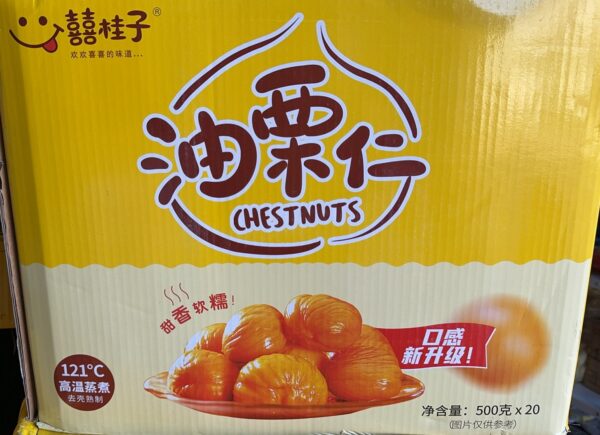 囍桂子®
欢欢喜喜的味道...
油栗仁
CHESTNUTS
甜香软糯!
口感
新升级!
121°C
高温蒸煮
去壳熟制
净含量: 500克 x 20
(图片仅供参考)